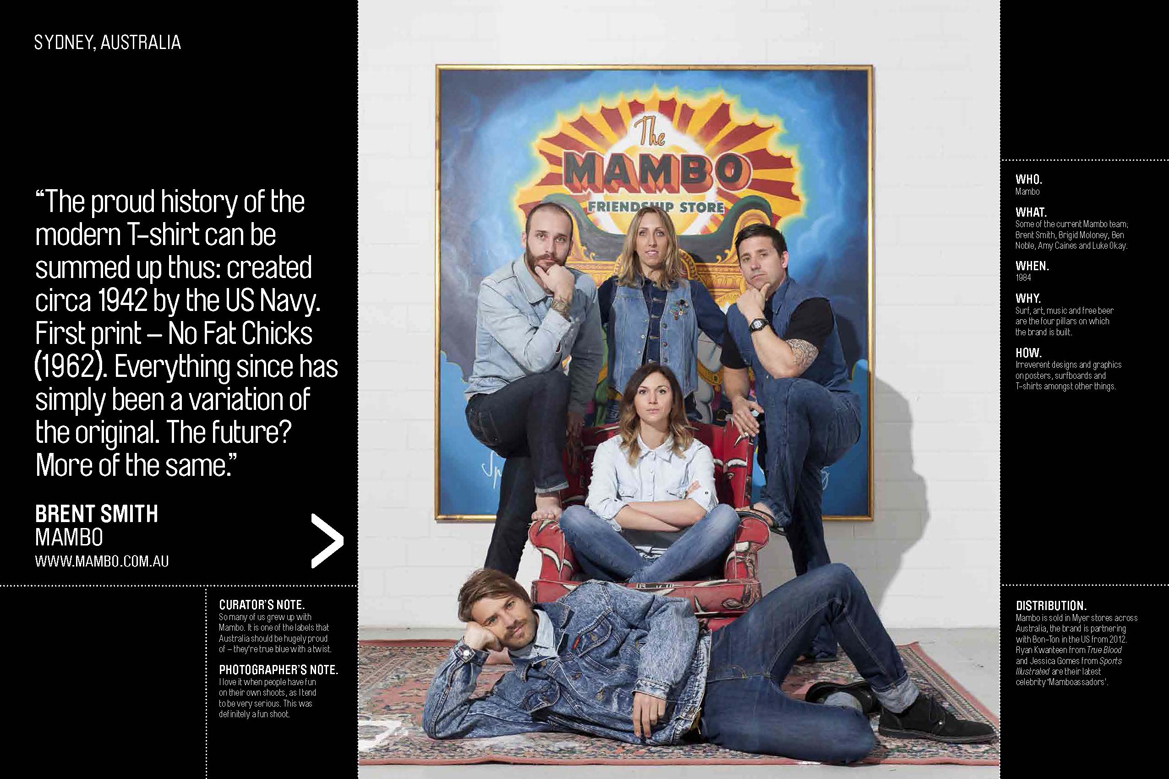 SYDNEY, AUSTRALIA
“The proud history of the
modern T-shirt can be
summed up thus: created
circa 1942 by the US Navy.
First print – No Fat Chicks
(1962). Everything since has
simply been a variation of
the original. The future?
More of the same.”
BRENT SMITH
MAMBO
WWW.MAMBO.COM.AU
CURATOR'S NOTE.
So many of us grew up with
Mambo. It is one of the labels that
Australia should be hugely proud
of – they're true blue with a twist.
PHOTOGRAPHER'S NOTE.
I love it when people have fun
on their own shoots, as I tend
to be very serious. This was
definitely a fun shoot.
The
MAMBO
FRIENDSHIP STORE
WHO.
Mambo
WHAT.
Some of the current Mambo team;
Brent Smith, Brigid Moloney, Ben
Noble, Amy Caines and Luke Okay.
WHEN.
1984
WHY.
Surf, art, music and free beer
are the four pillars on which
the brand is built.
HOW.
Irreverent designs and graphics
on posters, surfboards and
T-shirts amongst other things.
DISTRIBUTION.
Mambo is sold in Myer stores across
Australia, the brand is partnering
with Bon-Ton in the US from 2012.
Ryan Kwanteen from True Blood
and Jessica Gomes from Sports
Illustrated are their latest
celebrity 'Mambassadors'.